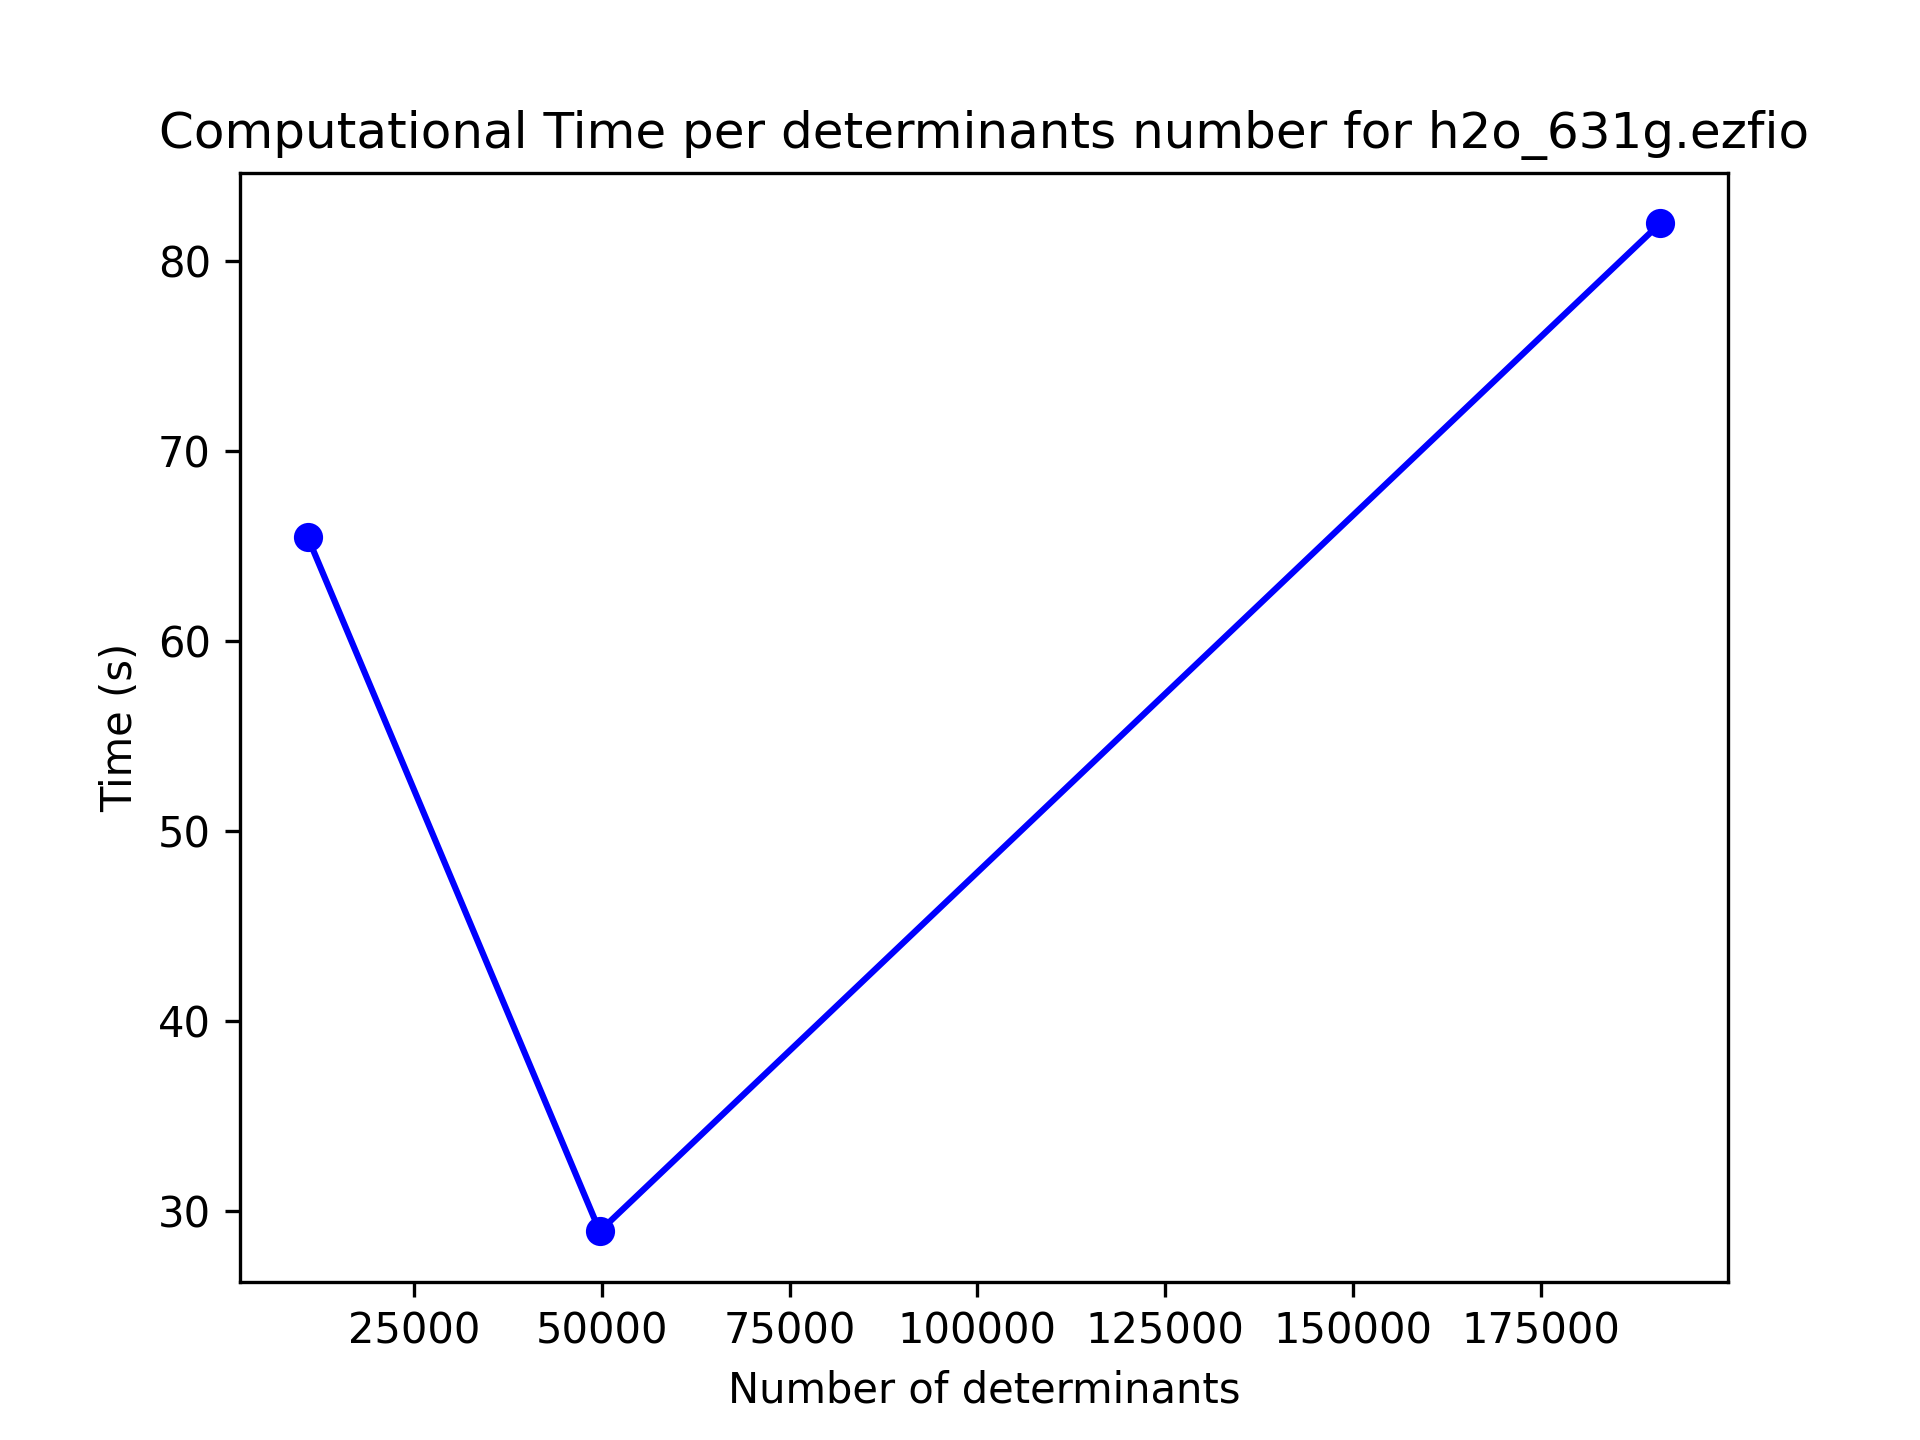 Computational Time per determinants number for h2o_631g.ezfio
80
70
60
50
40
30
Time (s)
25000 50000 75000 100000 125000 150000 175000
Number of determinants